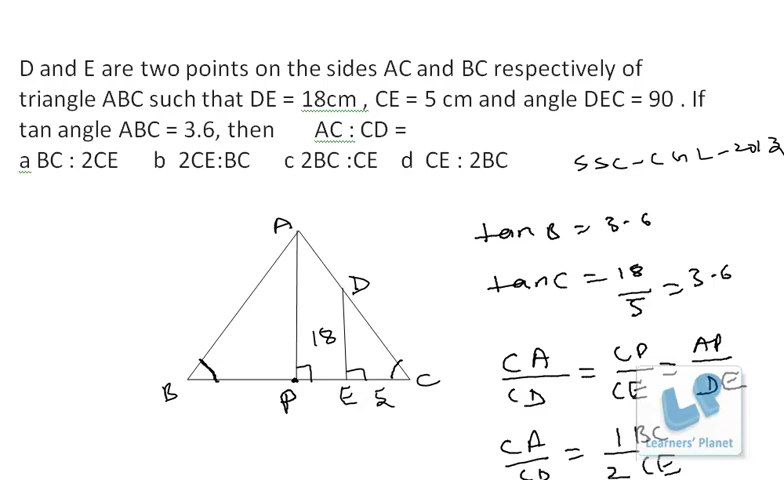 D and E are two points on the sides AC and BC respectively of
triangle ABC such that DE = 18cm , CE = 5 cm and angle DEC = 90 . If
tan angle ABC = 3.6, then AC : CD =
a BC : 2CE b 2CE:BC c 2BC :CE d CE : 2BC
SSC-CGL-2013
tan B = 3.6
tan C = 18/5 = 3.6
A
D
18
B P E 5 C
CA/CD = CP/CE = AP/DE
CA/CD = 1/2 BC/CE
LP
Learners' Planet